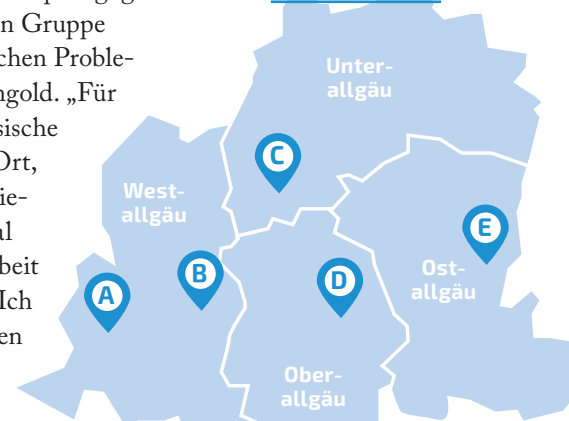 n Gruppe
chen Proble-
ngold. „Für
sische
Ort,
ie-
al
beit
Ich
en
Unter-
allgäu
C
West-
allgäu
E
B
D
A
Ost-
allgäu
Ober-
allgäu